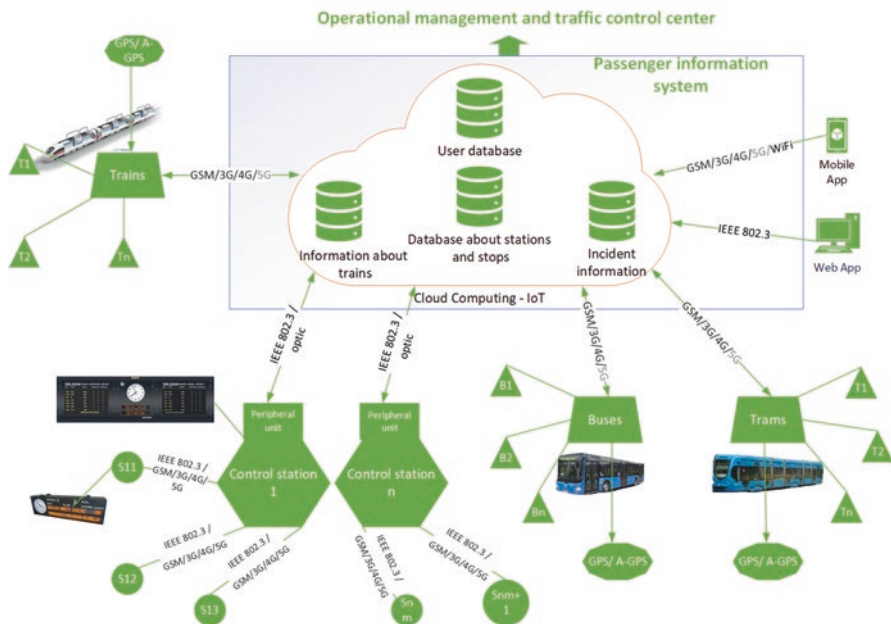 Operational management and traffic control center
GPS/ A-
GPS
Passenger information
system
User database
T1
Trains
GSM/3G/4G/5G
T2
Tn
Information about
trains
Database about stations
and stops
Incident
information
Cloud Computing - IoT
GSM/3G/4G/5G/WiFi
Mobile
App
IEEE 802.3
Web App
IEEE 802.3 /
optic
IEEE 802.3 /
optic
GSM/3G/4G/5G
GSM/3G/4G/5G
Peripheral
unit
Control station
1
Peripheral
unit
Control station
n
B1
Buses
B2
Bn
GPS/ A-GPS
T1
Trams
T2
Tn
GPS/ A-GPS
S11
IEEE 802.3 /
GSM/3G/4G/
5G
S12
IEEE 802.3 /
GSM/3G/4G/5G
S13
IEEE 802.3 /
GSM/3G/4G/5G
Sn
m
IEEE 802.3 /
GSM/3G/4G/5G
Snm+
1
IEEE 802.3 /
GSM/3G/4G/5G